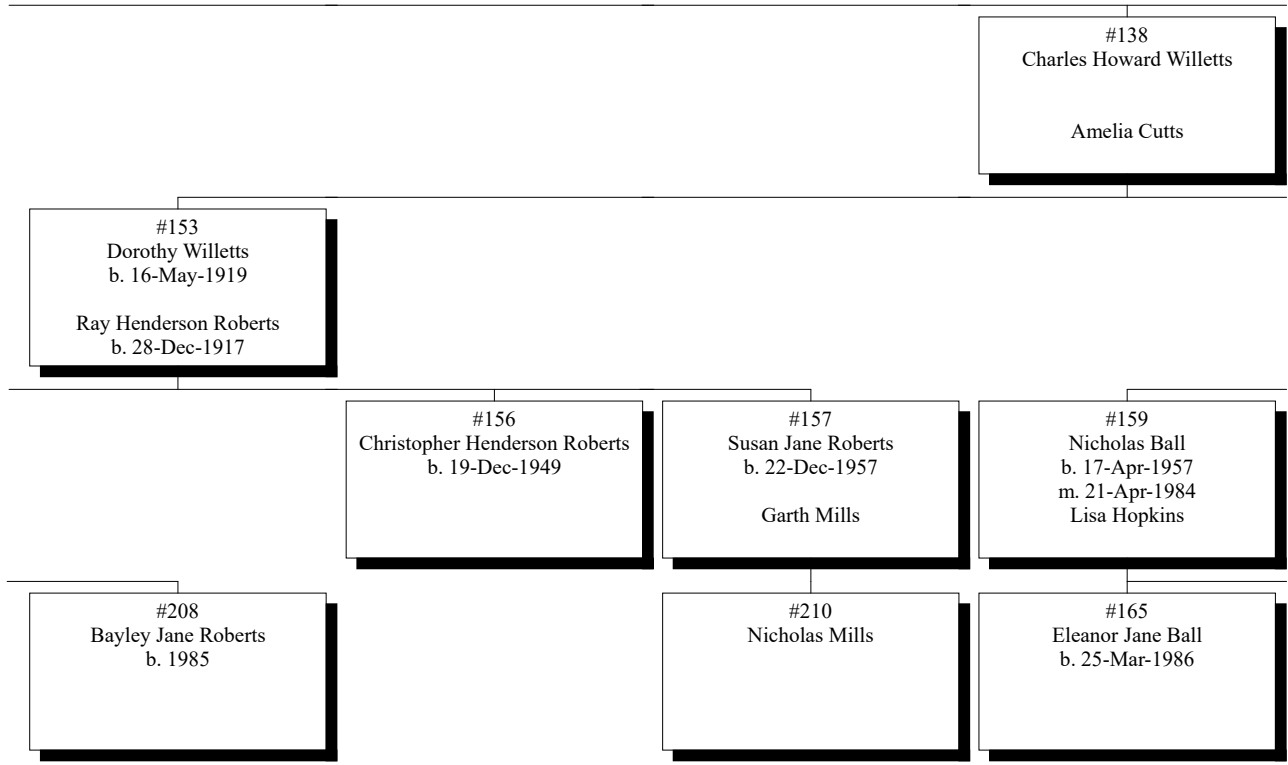 #138
Charles Howard Willetts
Amelia Cutts
#153
Dorothy Willetts
b. 16-May-1919
Ray Henderson Roberts
b. 28-Dec-1917
#156
Christopher Henderson Roberts
b. 19-Dec-1949
#157
Susan Jane Roberts
b. 22-Dec-1957
Garth Mills
#159
Nicholas Ball
b. 17-Apr-1957
m. 21-Apr-1984
Lisa Hopkins
#208
Bayley Jane Roberts
b. 1985
#210
Nicholas Mills
#165
Eleanor Jane Ball
b. 25-Mar-1986